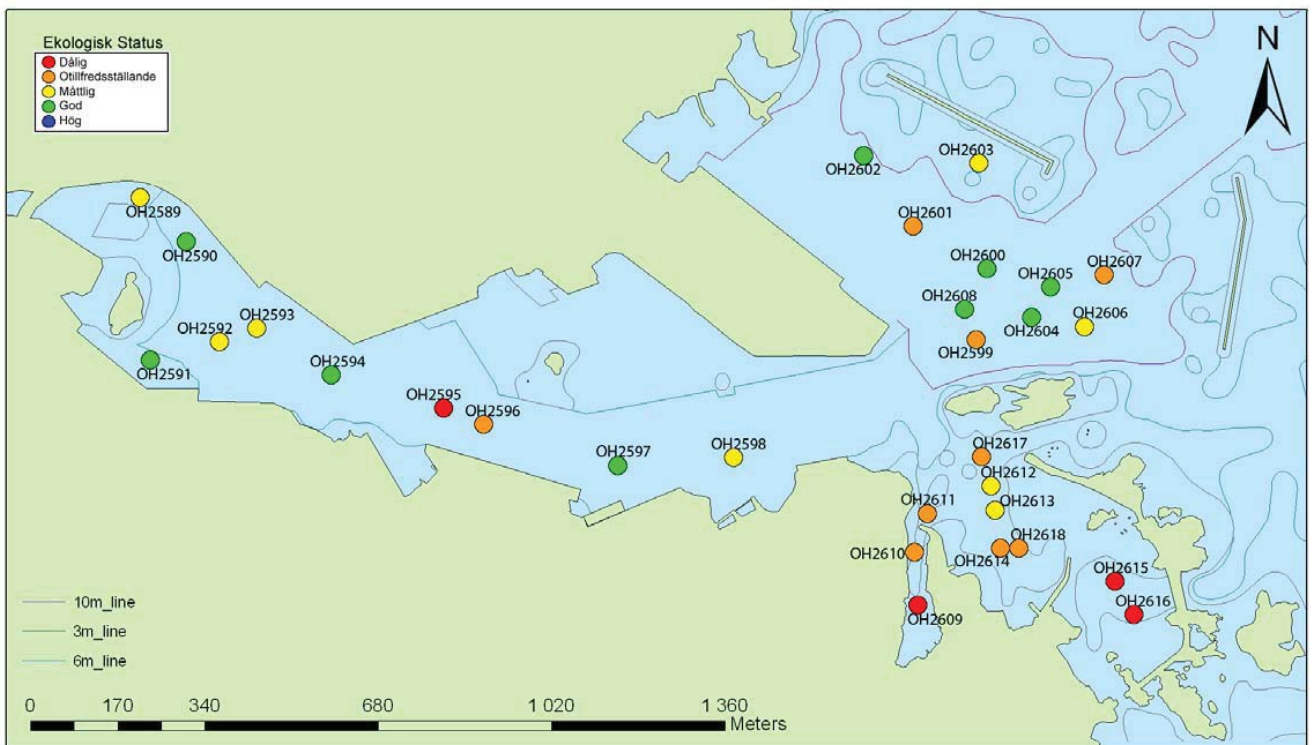 Ekologisk Status
Dålig
Otillfredsställande
Måttlig
God
Hög
N
OH2603
OH2602
OH2589
OH2601
OH2590
OH2600
OH2607
OH2605
OH2608
OH2593
OH2592
OH2604
OH2606
OH2599
OH2591
OH2594
OH2595
OH2596
OH2597
OH2598
OH2617
OH2612
OH2611
OH2613
OH2618
OH2610
OH2614
OH2615
OH2616
OH2609
10m_line
3m_line
6m_line
0 170 340 680 1 020 1 360
Meters